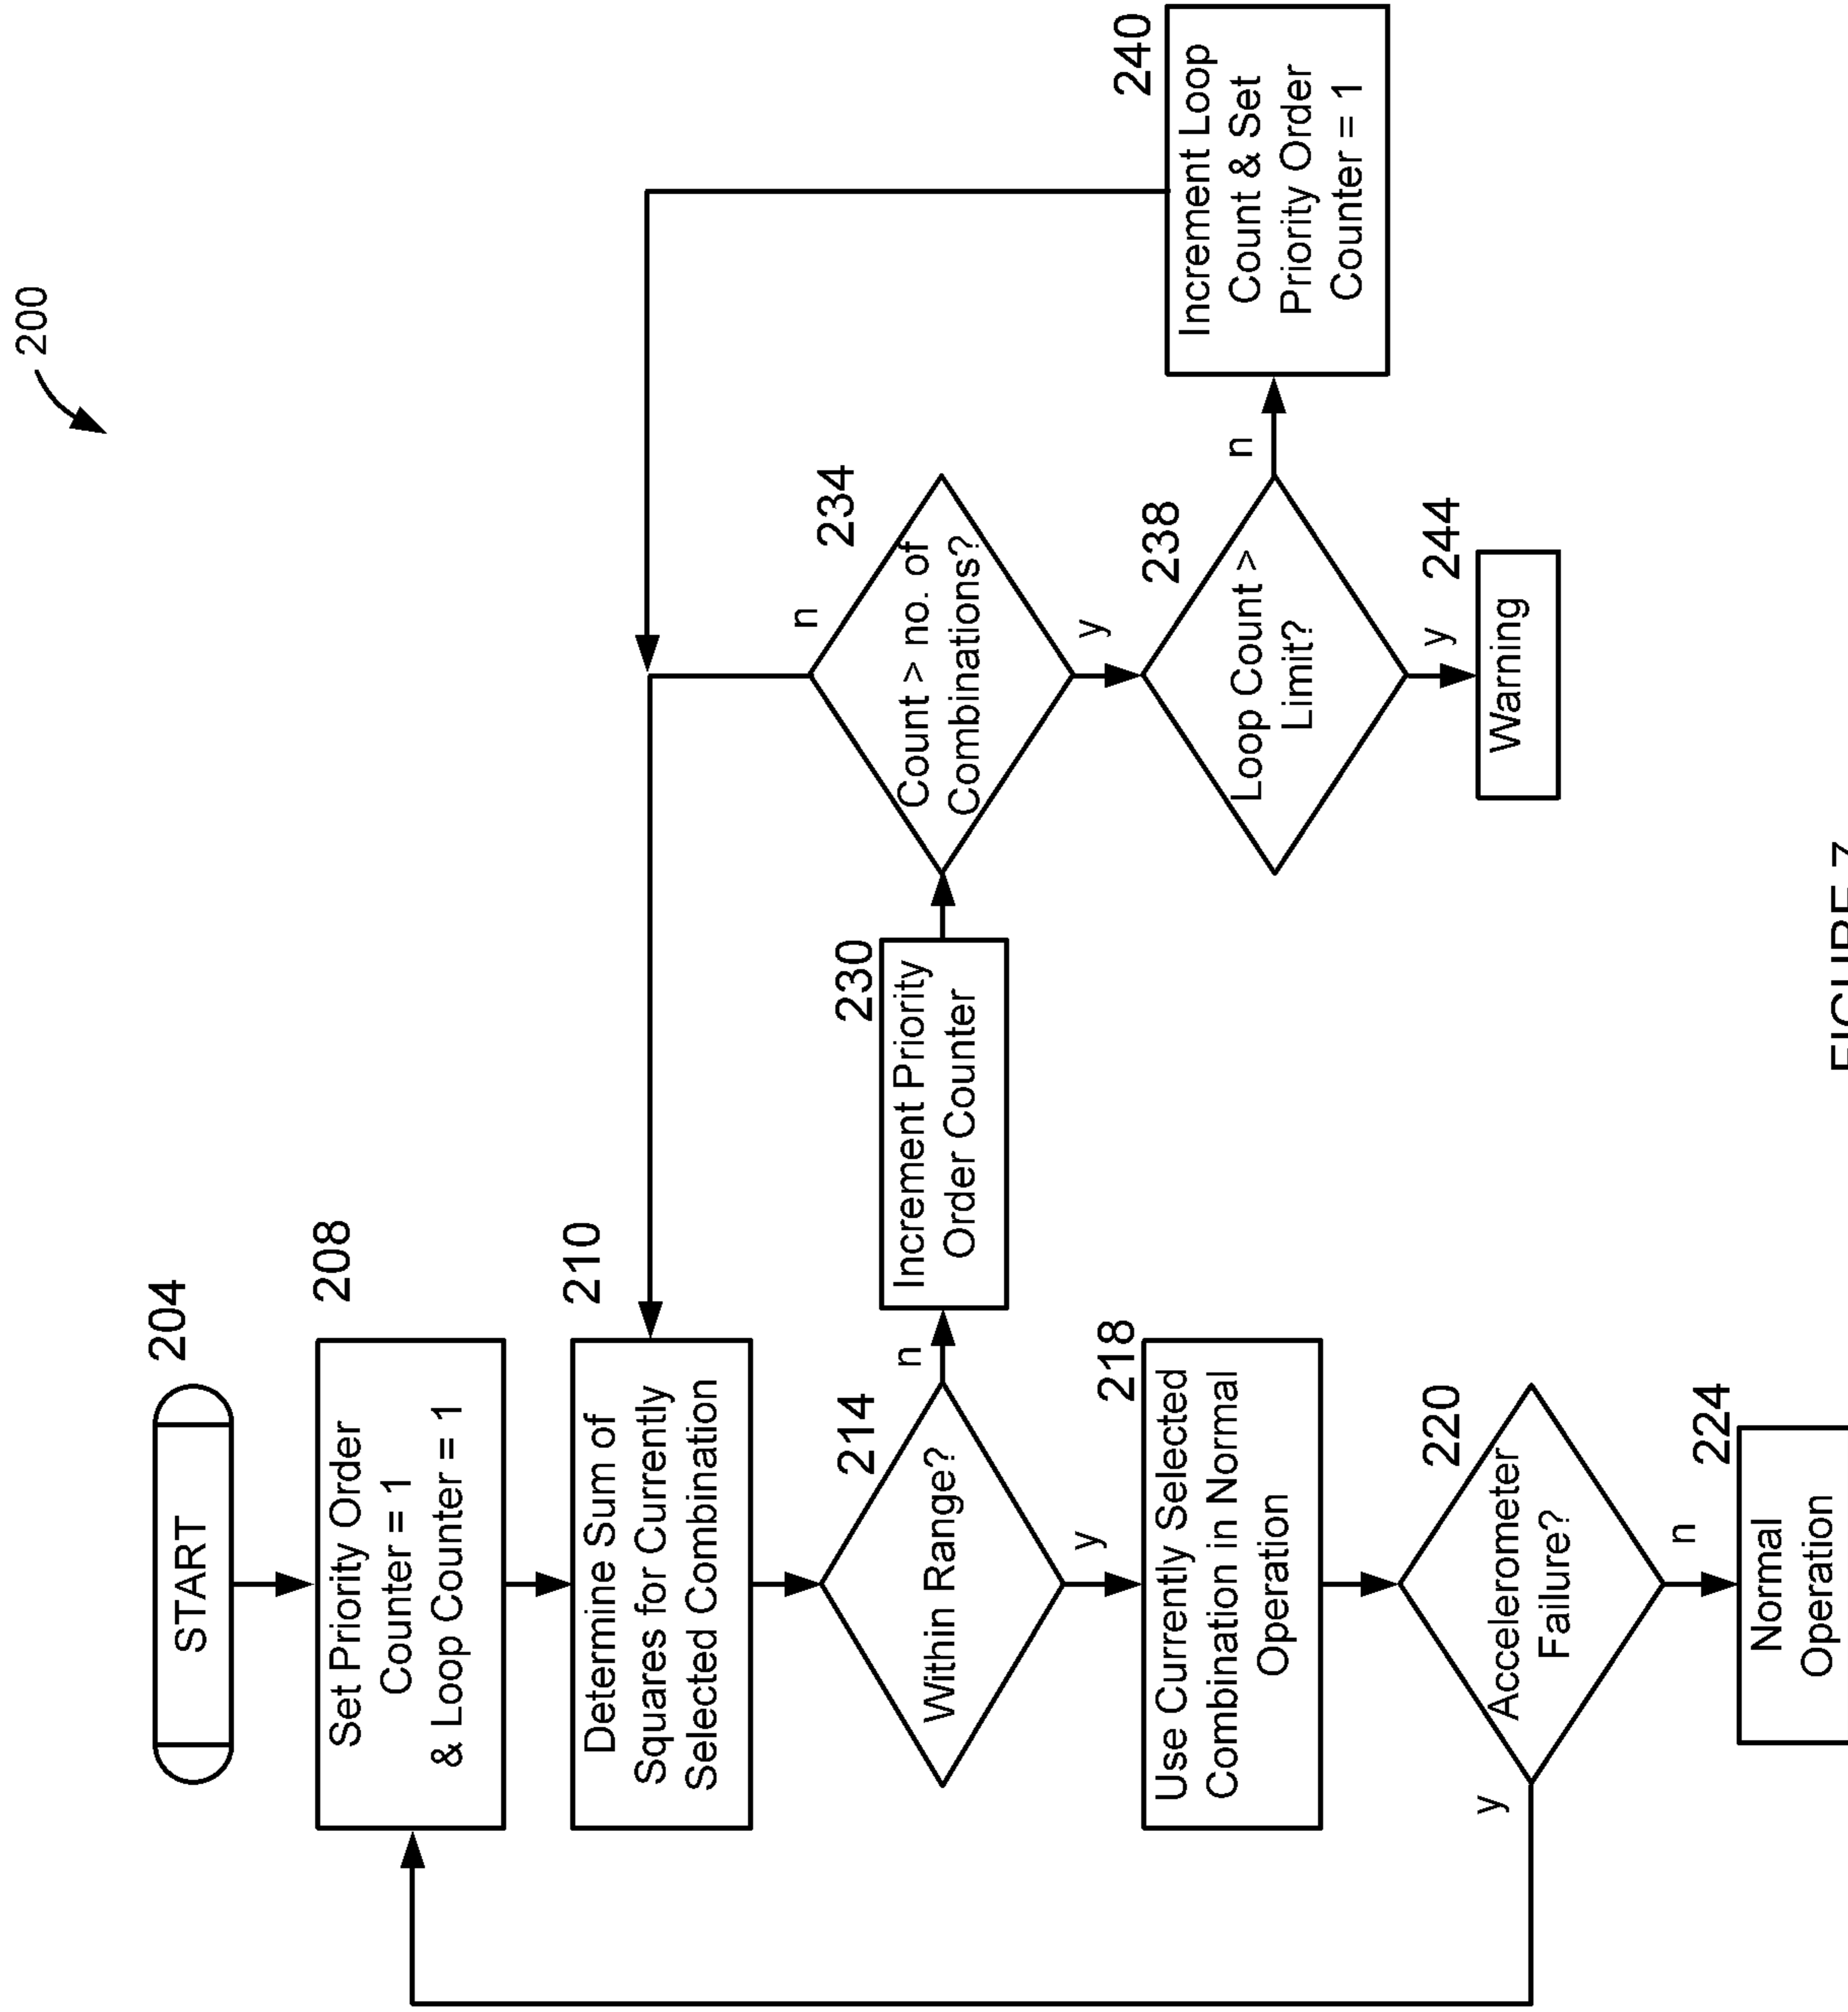 200
START
204
Set Priority Order
Counter = 1
& Loop Counter = 1
208
Determine Sum of
Squares for Currently
Selected Combination
210
Within Range?
214
n
y
Increment Priority
Order Counter
230
Count > no. of
Combinations?
234
n
y
Loop Count >
Limit?
238
n
y
Increment Loop
Count & Set
Priority Order
Counter = 1
240
Warning
244
Use Currently Selected
Combination in Normal
Operation
218
Accelerometer
Failure?
220
y
n
Normal
Operation
224
FIGURE 7